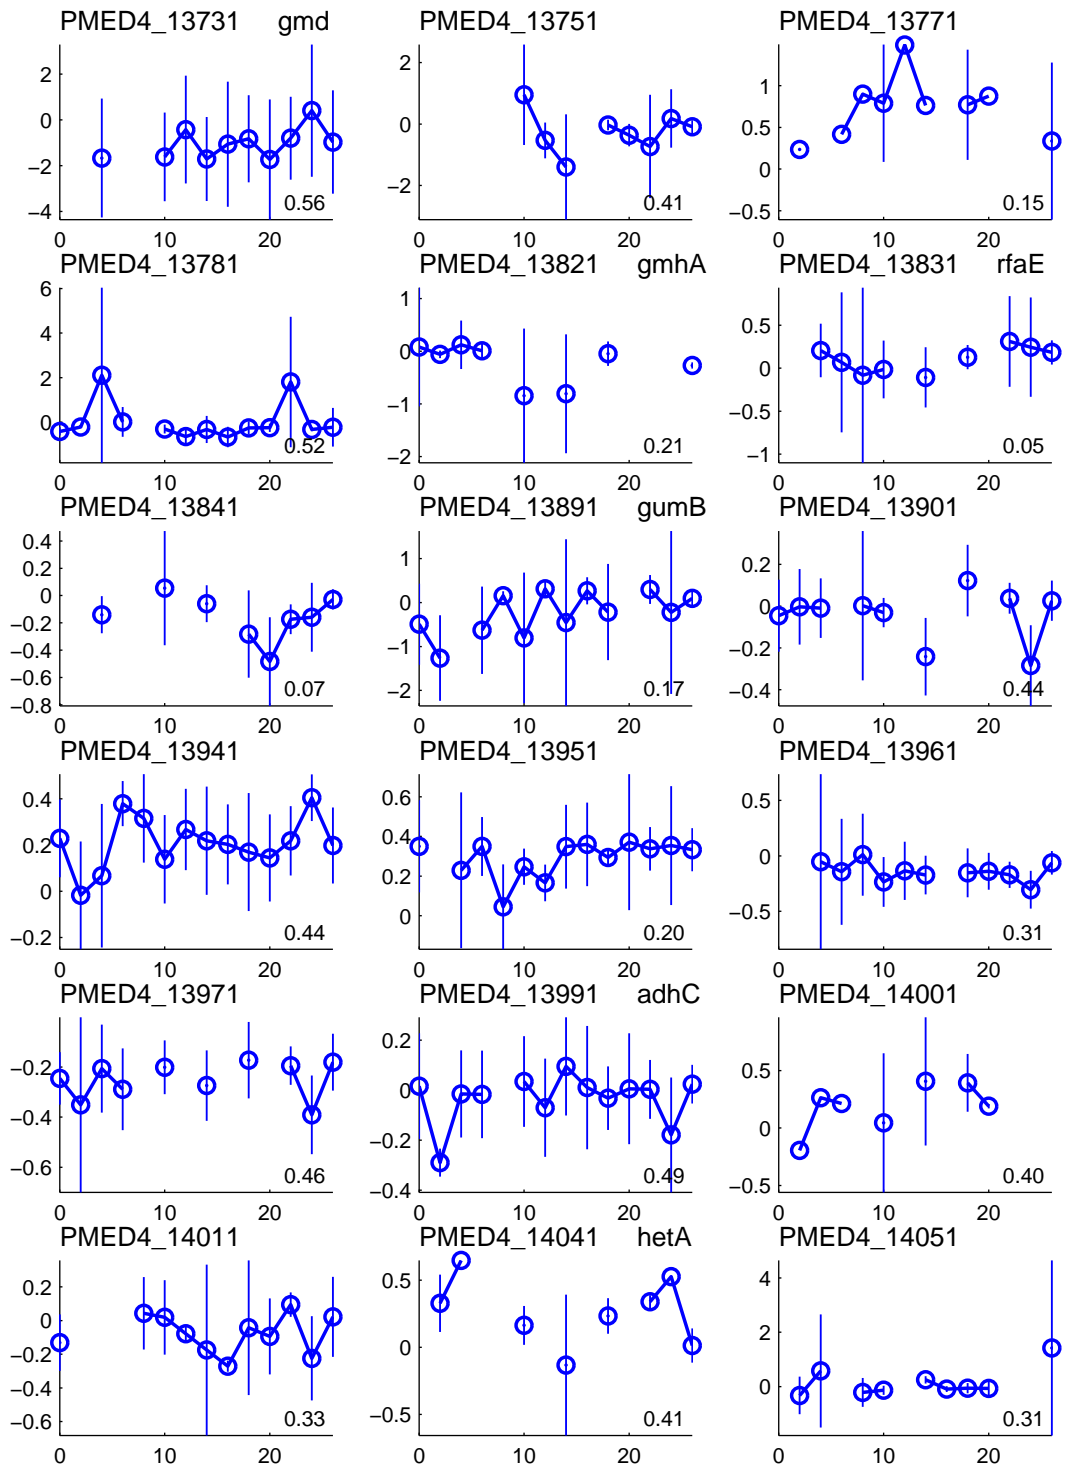 PMED4_13731 gmd
2
0
−2
−4
0.56
0 10 20
PMED4_13751
2
0
−2
0.41
0 10 20
PMED4_13771
1
0.5
0
−0.5
0.15
0 10 20
PMED4_13781
6
4
2
0
0.52
0 10 20
PMED4_13821 gmhA
1
0
−1
−2
0.21
0 10 20
PMED4_13831 rfaE
0.5
0
−0.5
−1
0.05
0 10 20
PMED4_13841
0.4
0.2
0
−0.2
−0.4
−0.6
−0.8
0.07
0 10 20
PMED4_13891 gumB
1
0
−1
−2
0.17
0 10 20
PMED4_13901
0.2
0
−0.2
−0.4
0.44
0 10 20
PMED4_13941
0.4
0.2
0
−0.2
0.44
0 10 20
PMED4_13951
0.6
0.4
0.2
0
0.20
0 10 20
PMED4_13961
0.5
0
−0.5
0.31
0 10 20
PMED4_13971
−0.2
−0.4
−0.6
0.46
0 10 20
PMED4_13991 adhC
0.2
0
−0.2
−0.4
0.49
0 10 20
PMED4_14001
0.5
0
−0.5
0.40
0 10 20
PMED4_14011
0.2
0
−0.2
−0.4
−0.6
0.33
0 10 20
PMED4_14041 hetA
0.5
0
−0.5
0.41
0 10 20
PMED4_14051
4
2
0
0.31
0 10 20